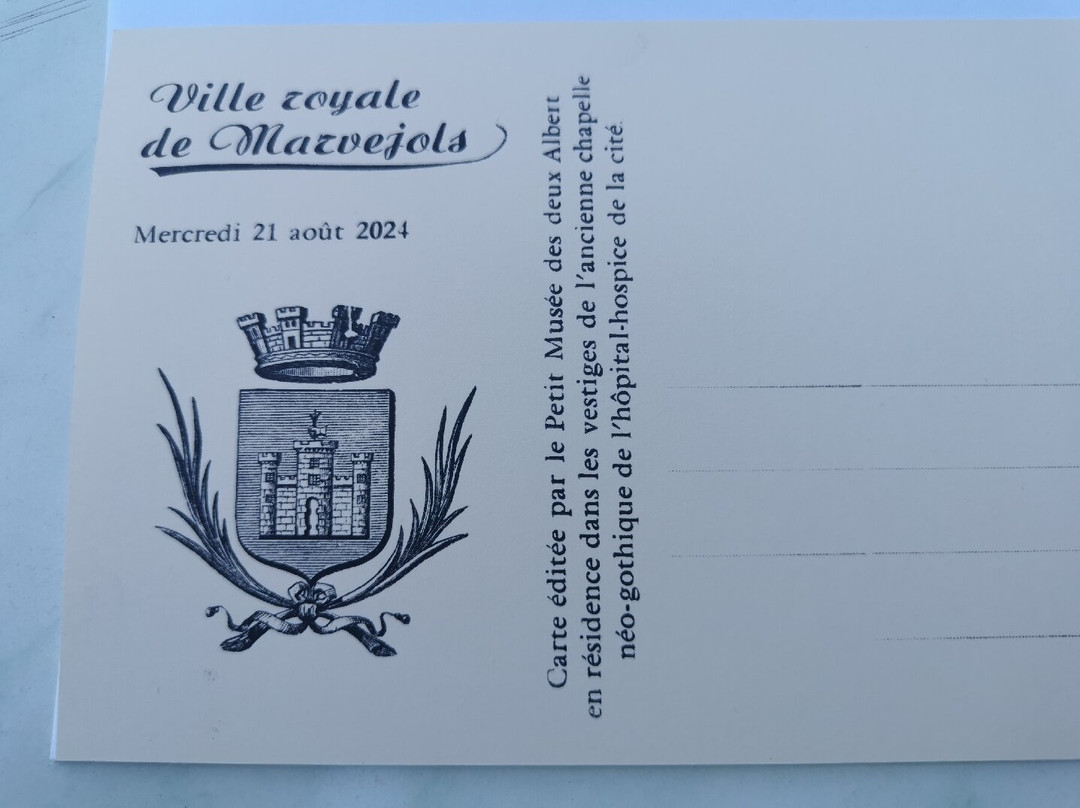 Ville royale
de Marvejols
Mercredi 21 août 2024
Carte éditée par le Petit Musée des deux Albert
en résidence dans les vestiges de l'ancienne chapelle
néo-gothique de l'hôpital-hospice de la cité.